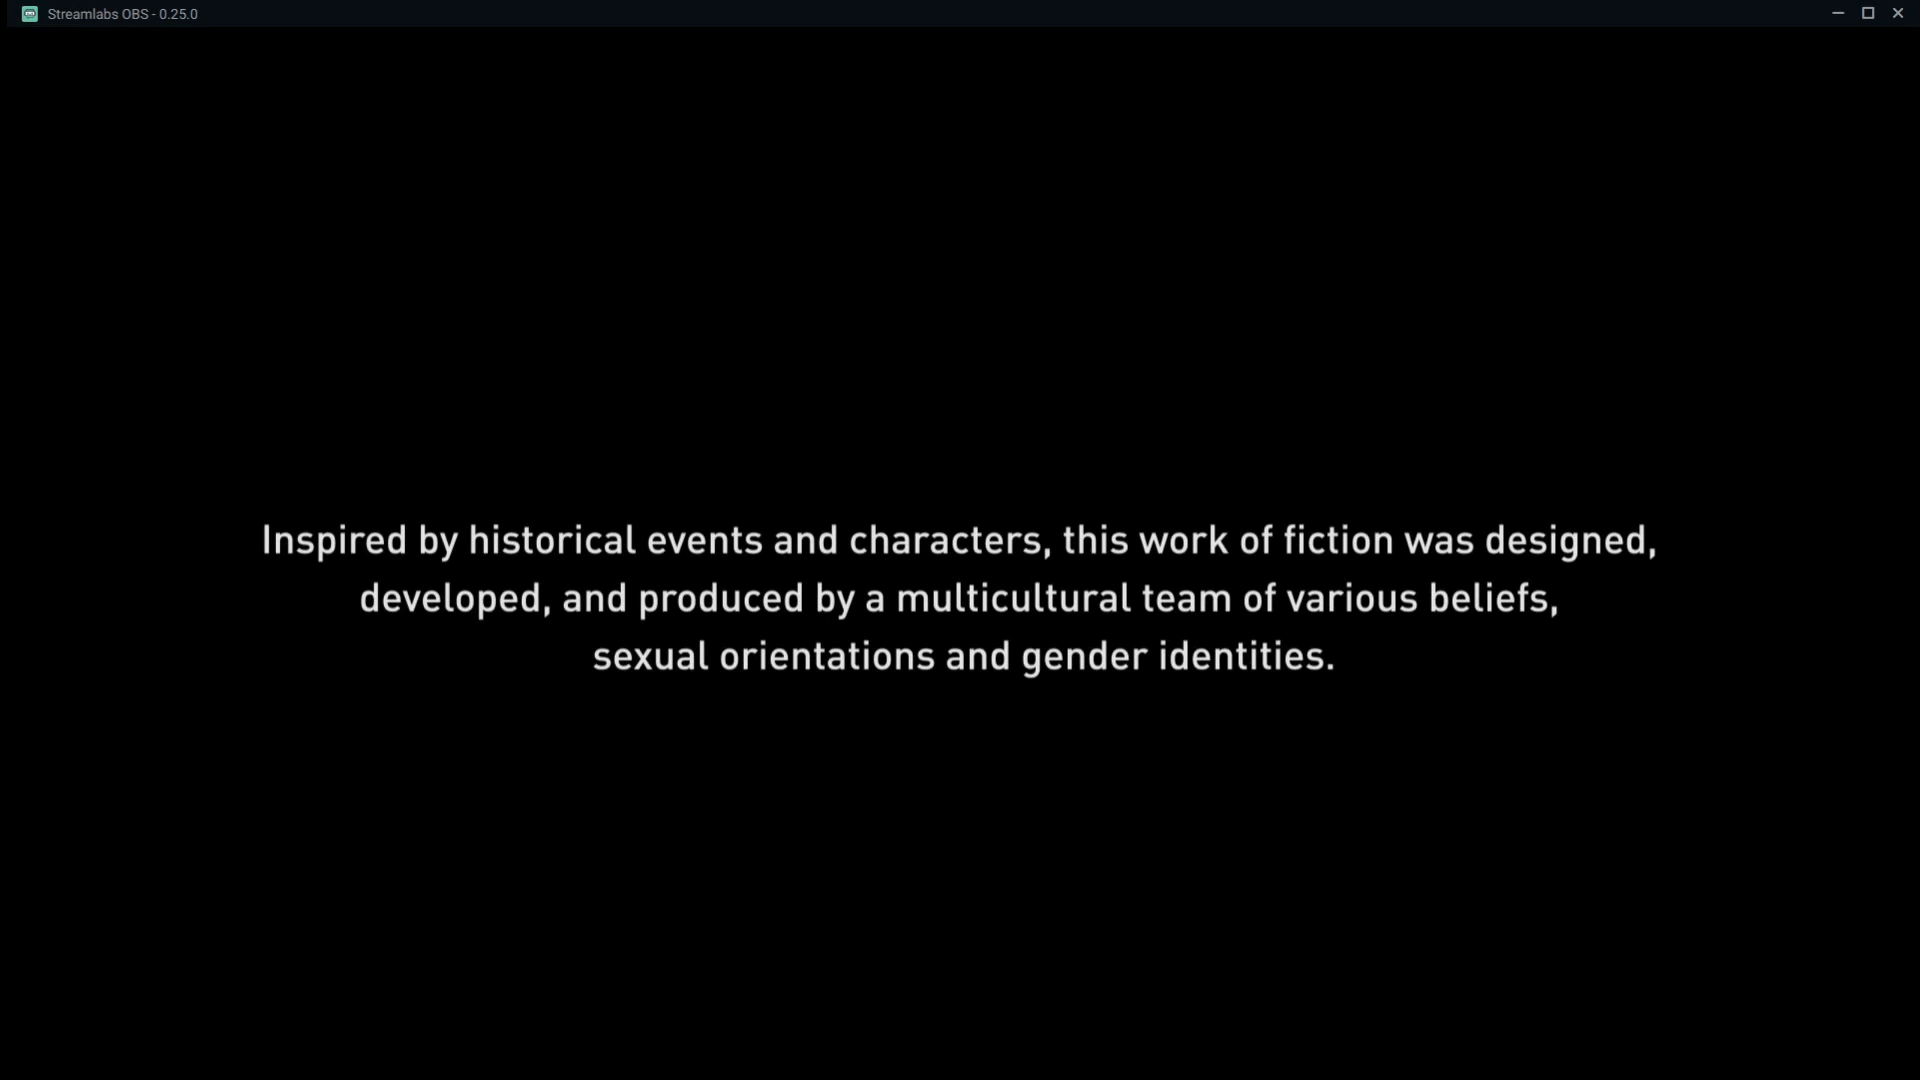 Streamlabs OBS - 0.25.0
Inspired by historical events and characters, this work of fiction was designed,
developed, and produced by a multicultural team of various beliefs,
sexual orientations and gender identities.